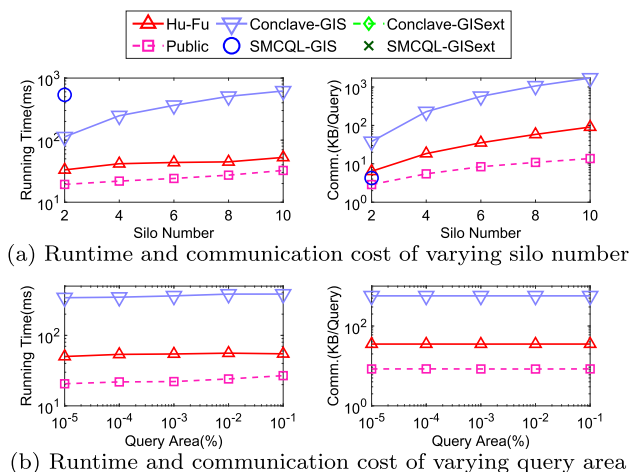 Hu-Fu Conclave-GIS Conclave-GISext
Public SMCQL-GIS SMCQL-GISext
Running Time(ms)
10^3
10^2
10^1
2 4 6 8 10
Silo Number
Comm.(KB/Query)
10^3
10^2
10^1
10^0
2 4 6 8 10
Silo Number
(a) Runtime and communication cost of varying silo number
Running Time(ms)
10^2
10^1
10^-5 10^-4 10^-3 10^-2 10^-1
Query Area(%)
Comm.(KB/Query)
10^2
10^0
10^-5 10^-4 10^-3 10^-2 10^-1
Query Area(%)
(b) Runtime and communication cost of varying query area